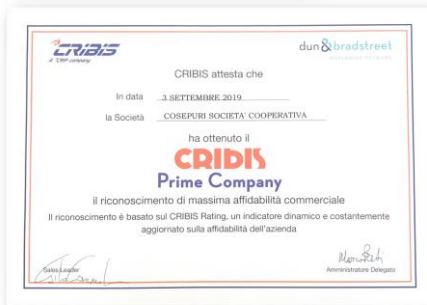 CRIBIS
A CRIF company
dun & bradstreet
WORLDWIDE NETWORK
CRIBIS attesta che
In data 3 SETTEMBRE 2019
la Società COSEPURI SOCIETA' COOPERATIVA
ha ottenuto il
CRIBIS
Prime Company
il riconoscimento di massima affidabilità commerciale
Il riconoscimento è basato sul CRIBIS Rating, un indicatore dinamico e costantemente
aggiornato sulla affidabilità dell'azienda
Sales Leader
Amministratore Delegato